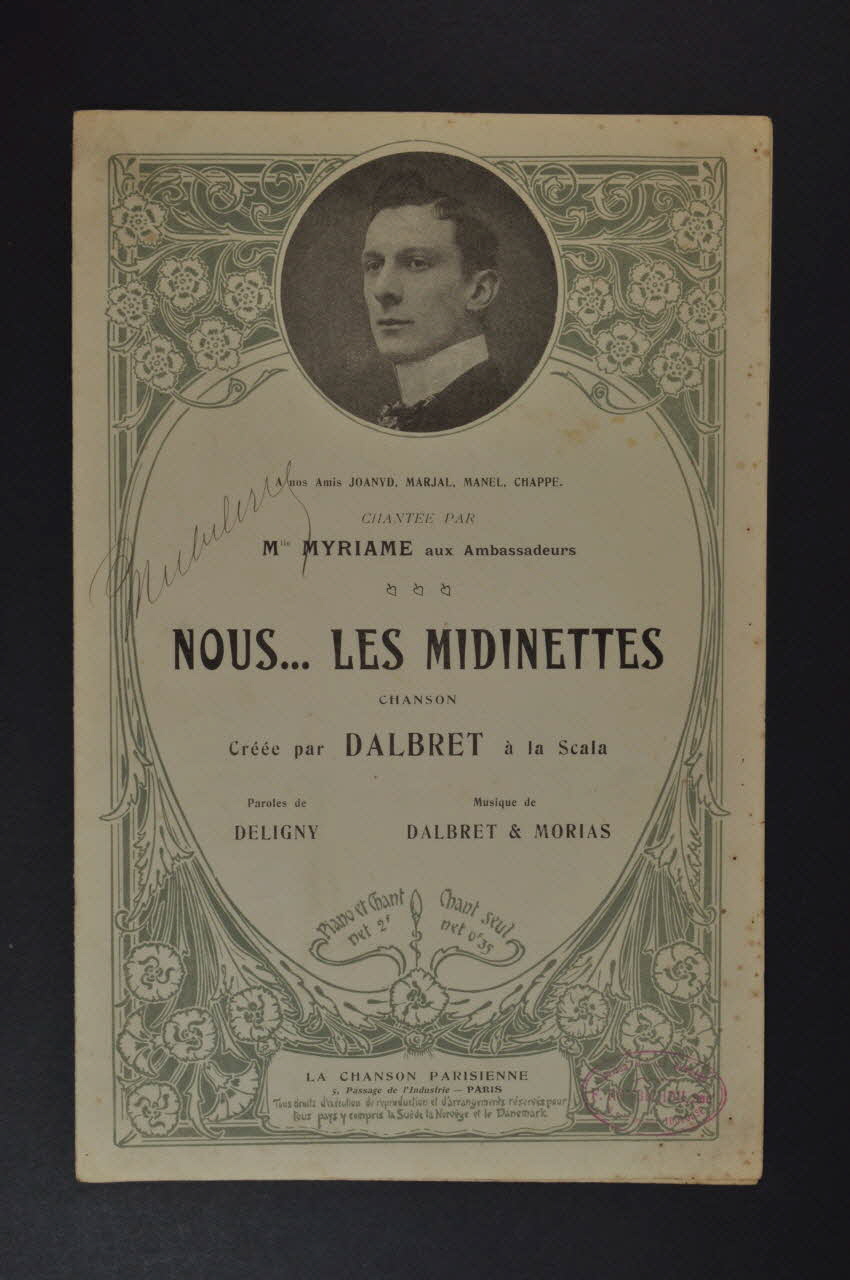 A nos Amis JOANYD, MARJAL, MANEL, CHAPPE.
CHANTÉE PAR
Mlle MYRIAME aux Ambassadeurs
NOUS... LES MIDINETTES
CHANSON
Créée par DALBRET à la Scala
Paroles de
DELIGNY
Musique de
DALBRET & MORIAS
Piano et Chant
net 2f
Chant seul
net 0f35
LA CHANSON PARISIENNE
5, Passage de l'Industrie — PARIS
Tous droits d'exécution de reproduction et d'arrangements réservés pour
tous pays y compris la Suède la Norvège et le Danemark